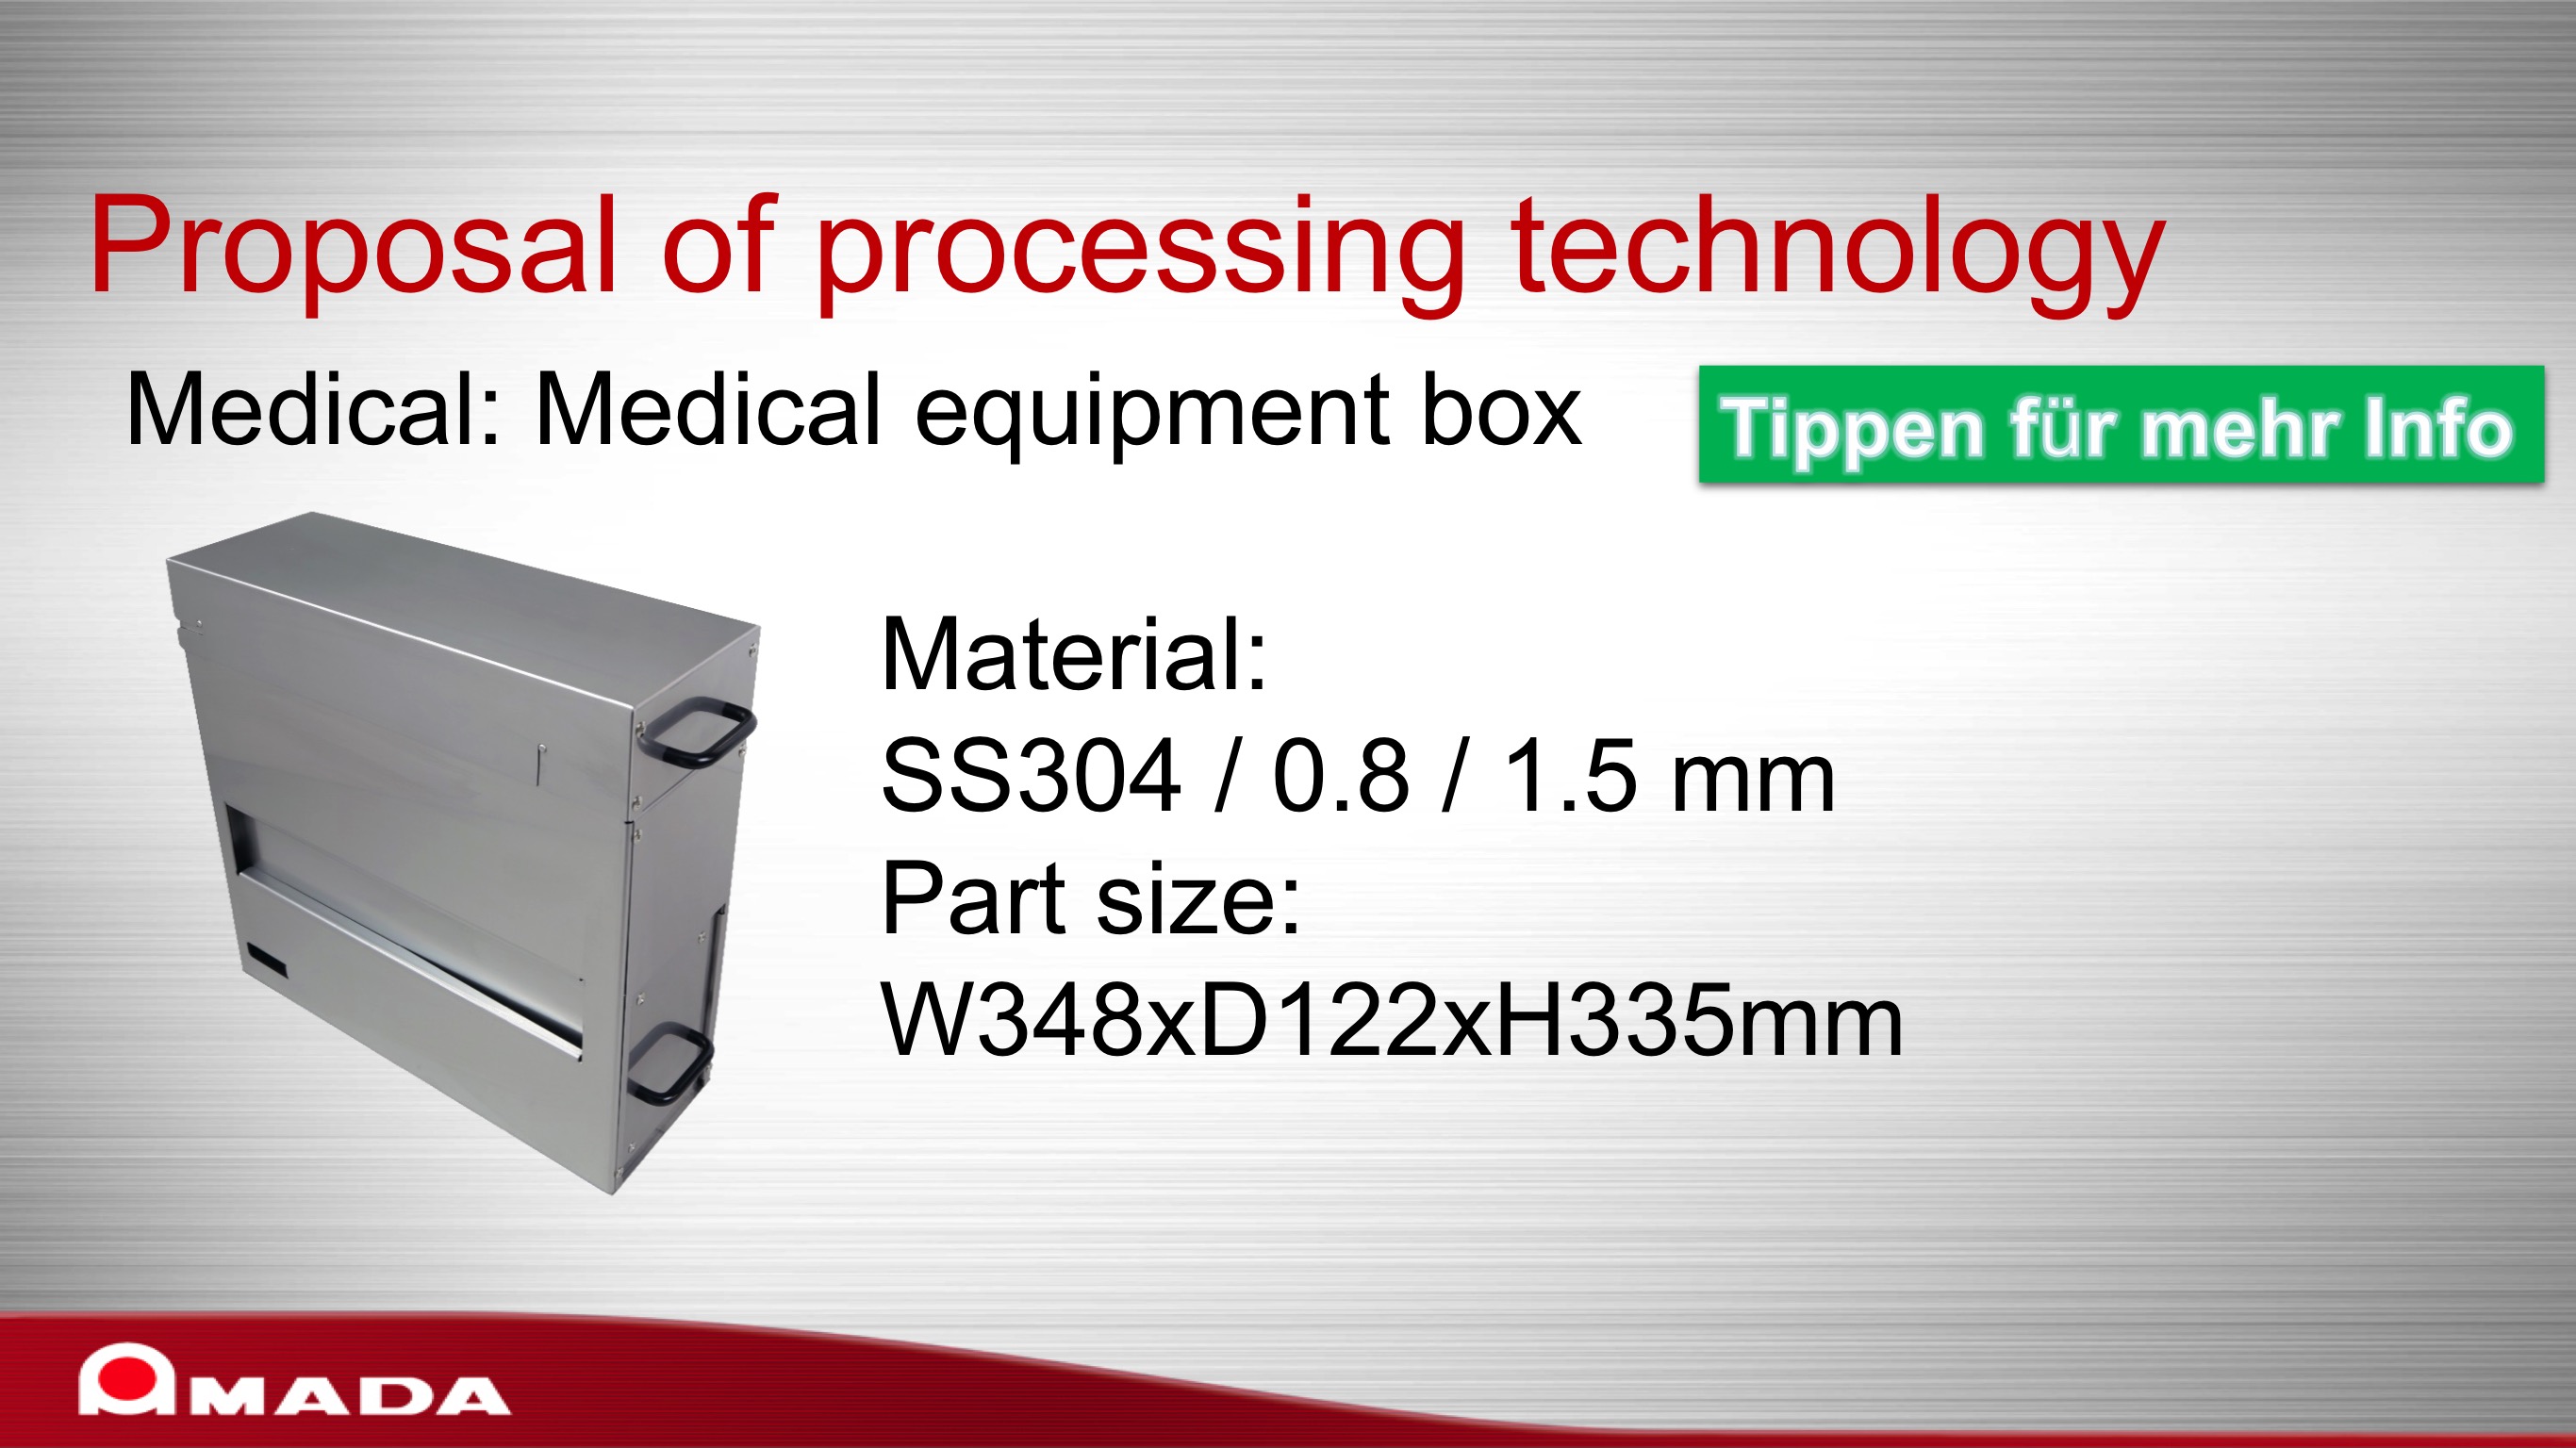 Proposal of processing technology
Medical: Medical equipment box
Tippen für mehr Info
Material:
SS304 / 0.8 / 1.5 mm
Part size:
W348xD122xH335mm
AMADA